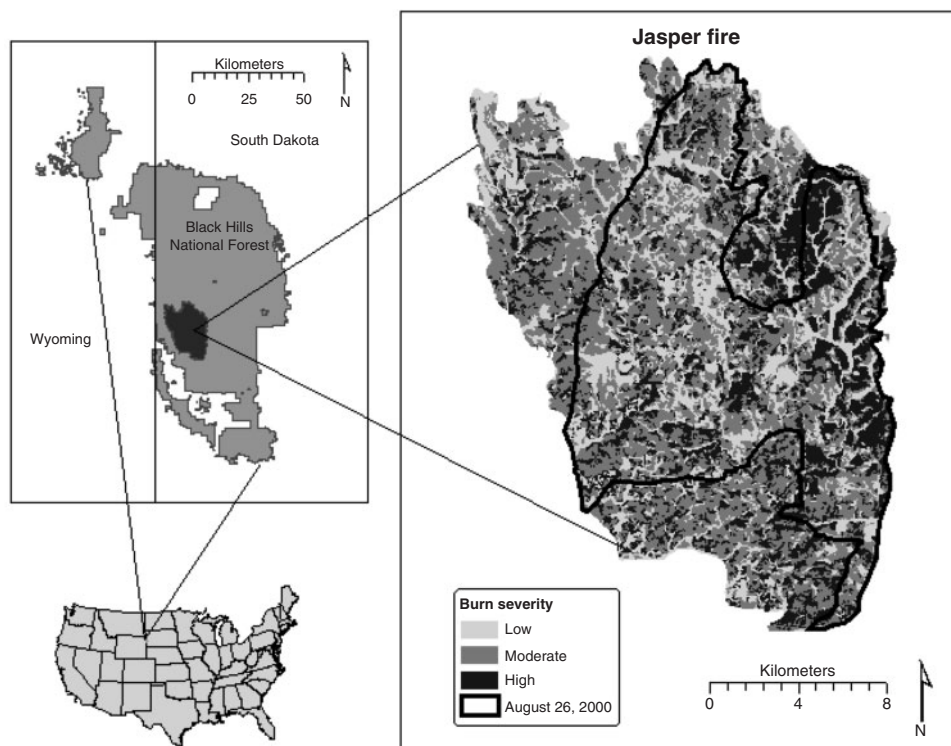 Kilometers
0 25 50
N
South Dakota
Black Hills
National Forest
Wyoming
Jasper fire
Burn severity
Low
Moderate
High
August 26, 2000
Kilometers
0 4 8
N